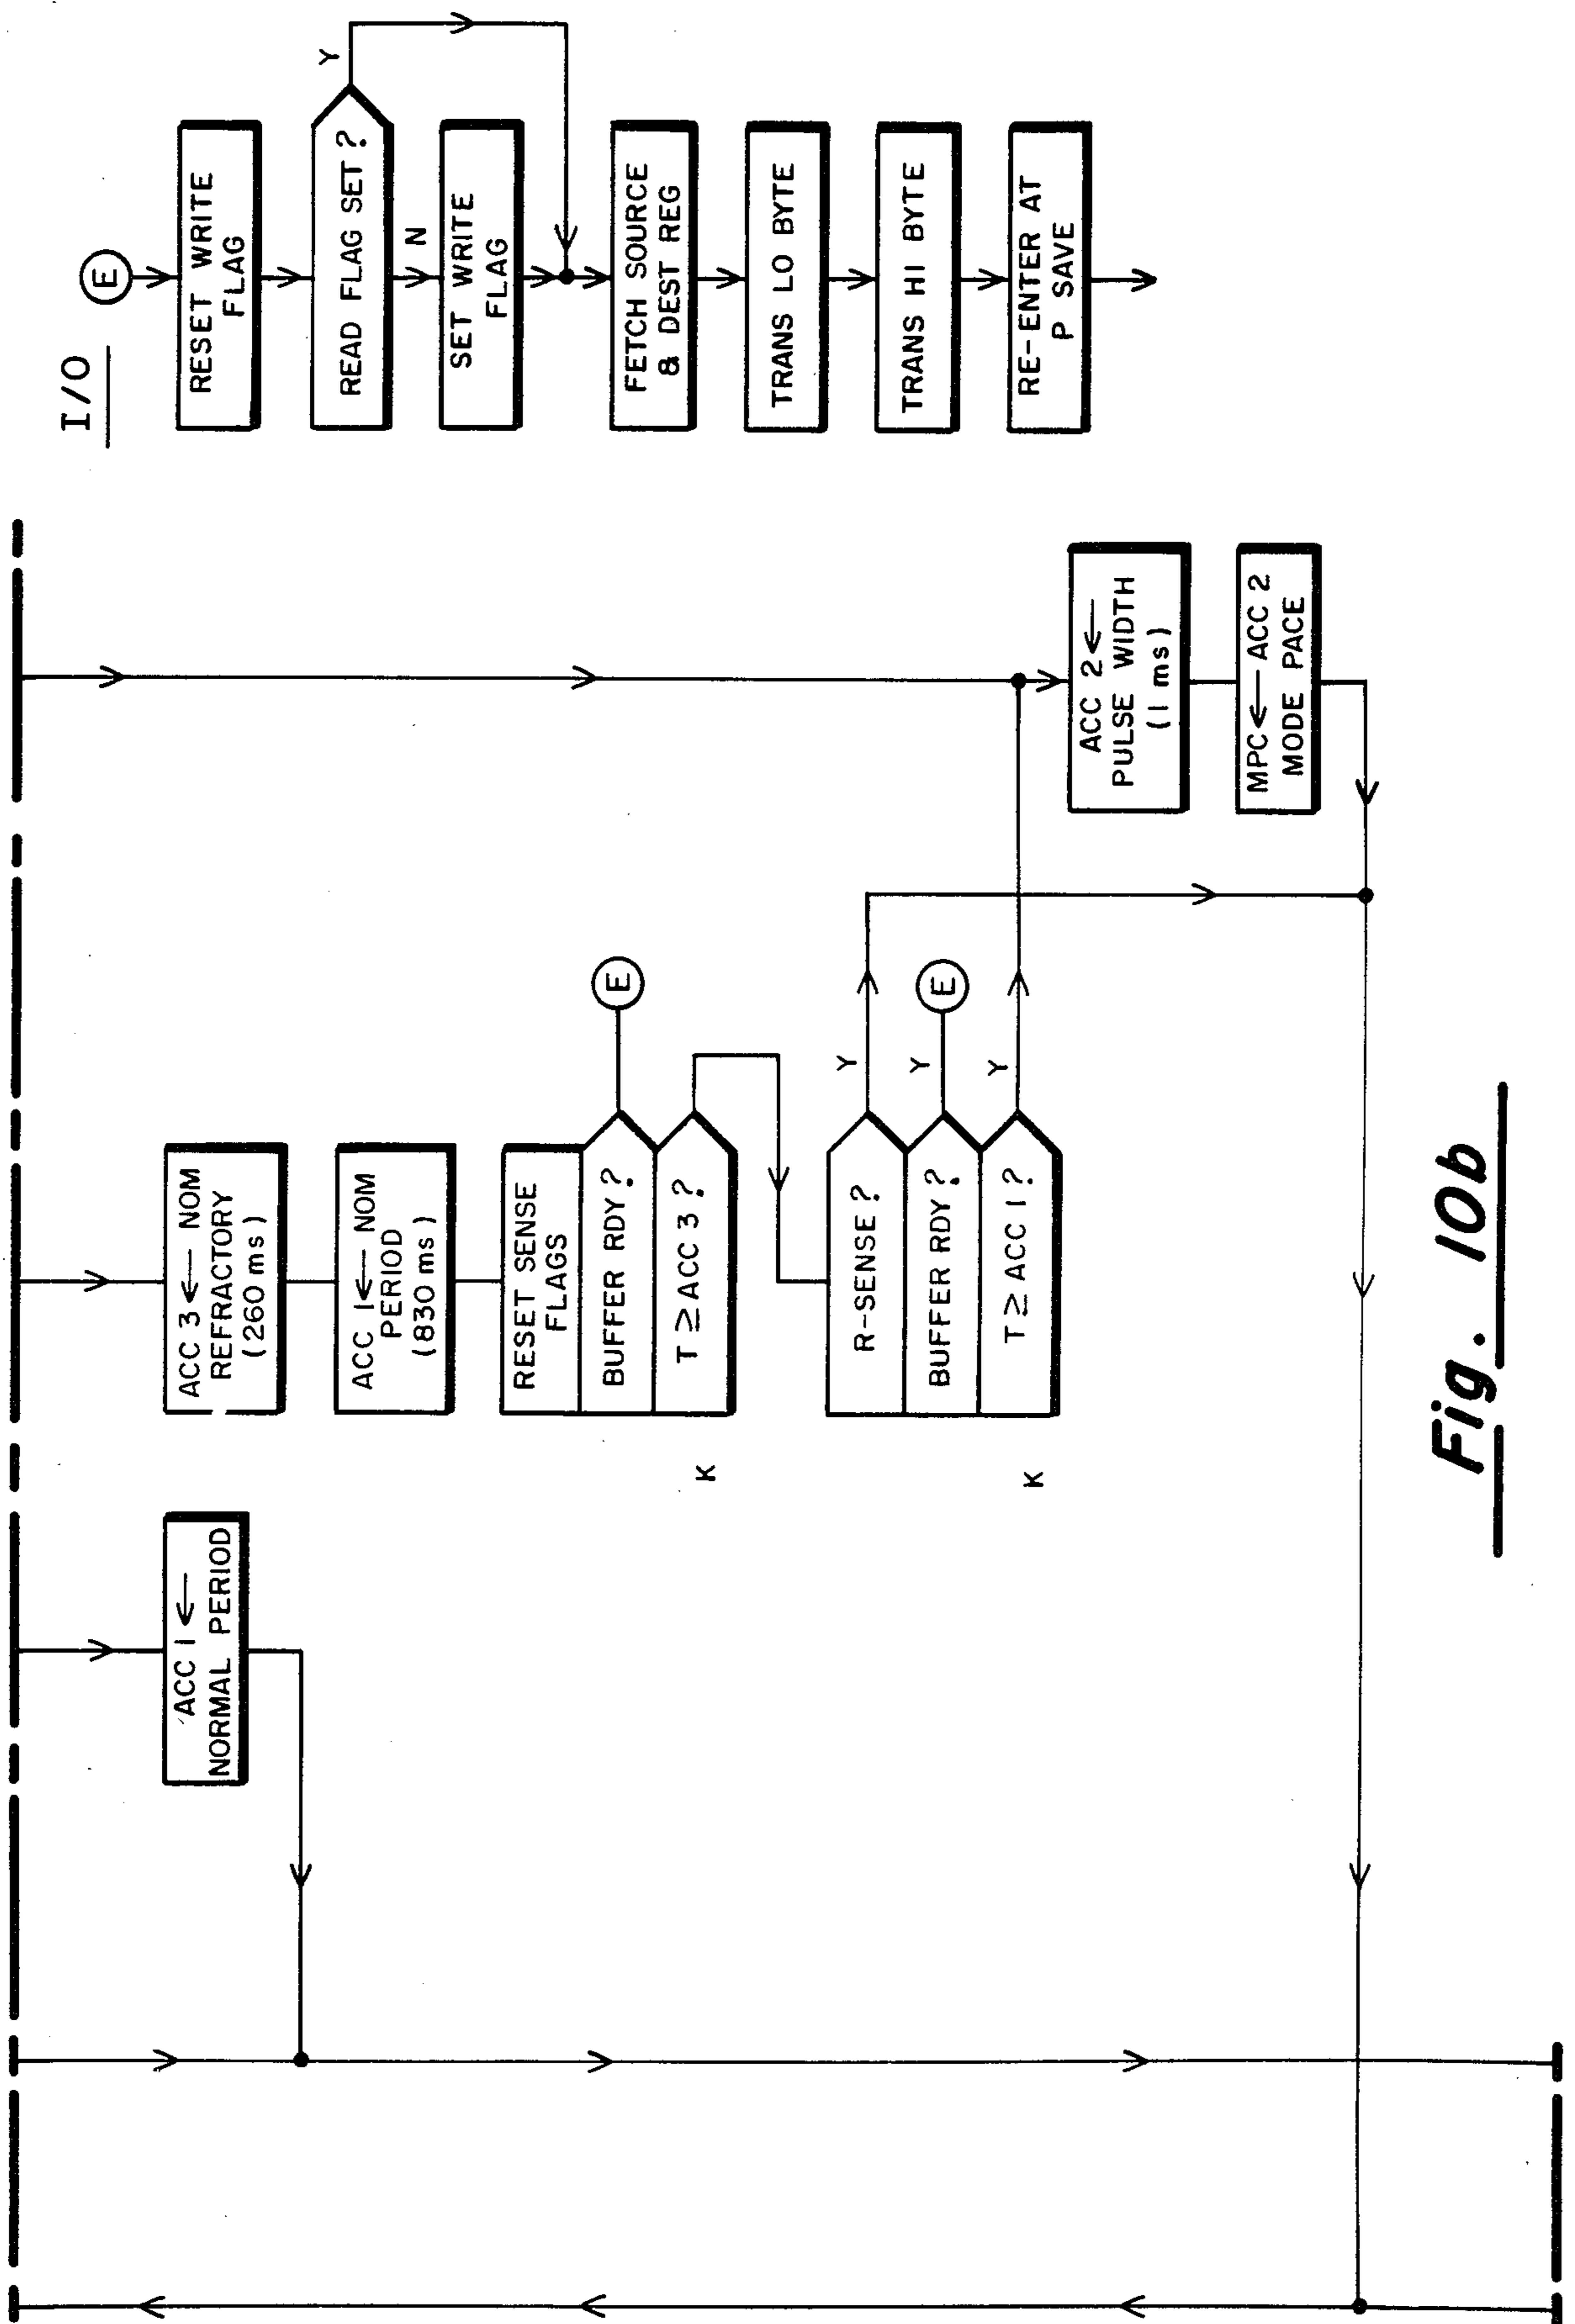 I/O
E
RESET WRITE
FLAG
READ FLAG SET?
Y
N
SET WRITE
FLAG
FETCH SOURCE
& DEST REG
TRANS LO BYTE
TRANS HI BYTE
RE-ENTER AT
P SAVE
ACC 1 ←
NORMAL PERIOD
ACC 3 ← NOM
REFRACTORY
(260 ms)
ACC 1 ← NOM
PERIOD
(830 ms)
RESET SENSE
FLAGS
BUFFER RDY?
E
T ≥ ACC 3?
K
R-SENSE?
Y
BUFFER RDY?
Y
E
T ≥ ACC 1?
Y
K
ACC 2 ←
PULSE WIDTH
(1 ms)
MPC ← ACC 2
MODE PACE
Fig. 10b